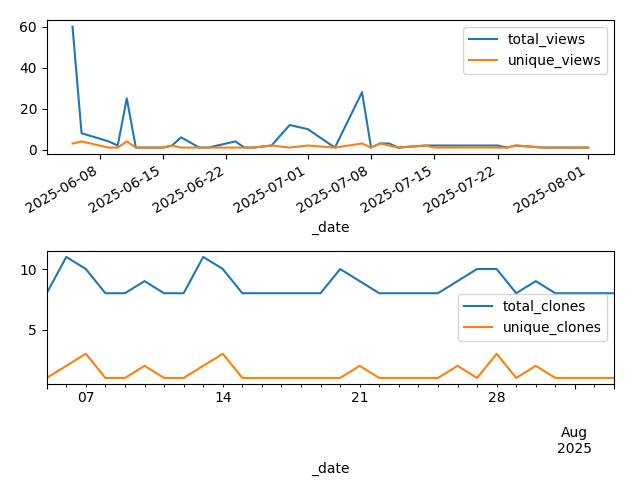 60
40
20
0
total_views
unique_views
2025-06-08
2025-06-15
2025-06-22
2025-07-01
2025-07-08
2025-07-15
2025-07-22
2025-08-01
_date
10
5
total_clones
unique_clones
07
14
21
28
Aug
2025
_date